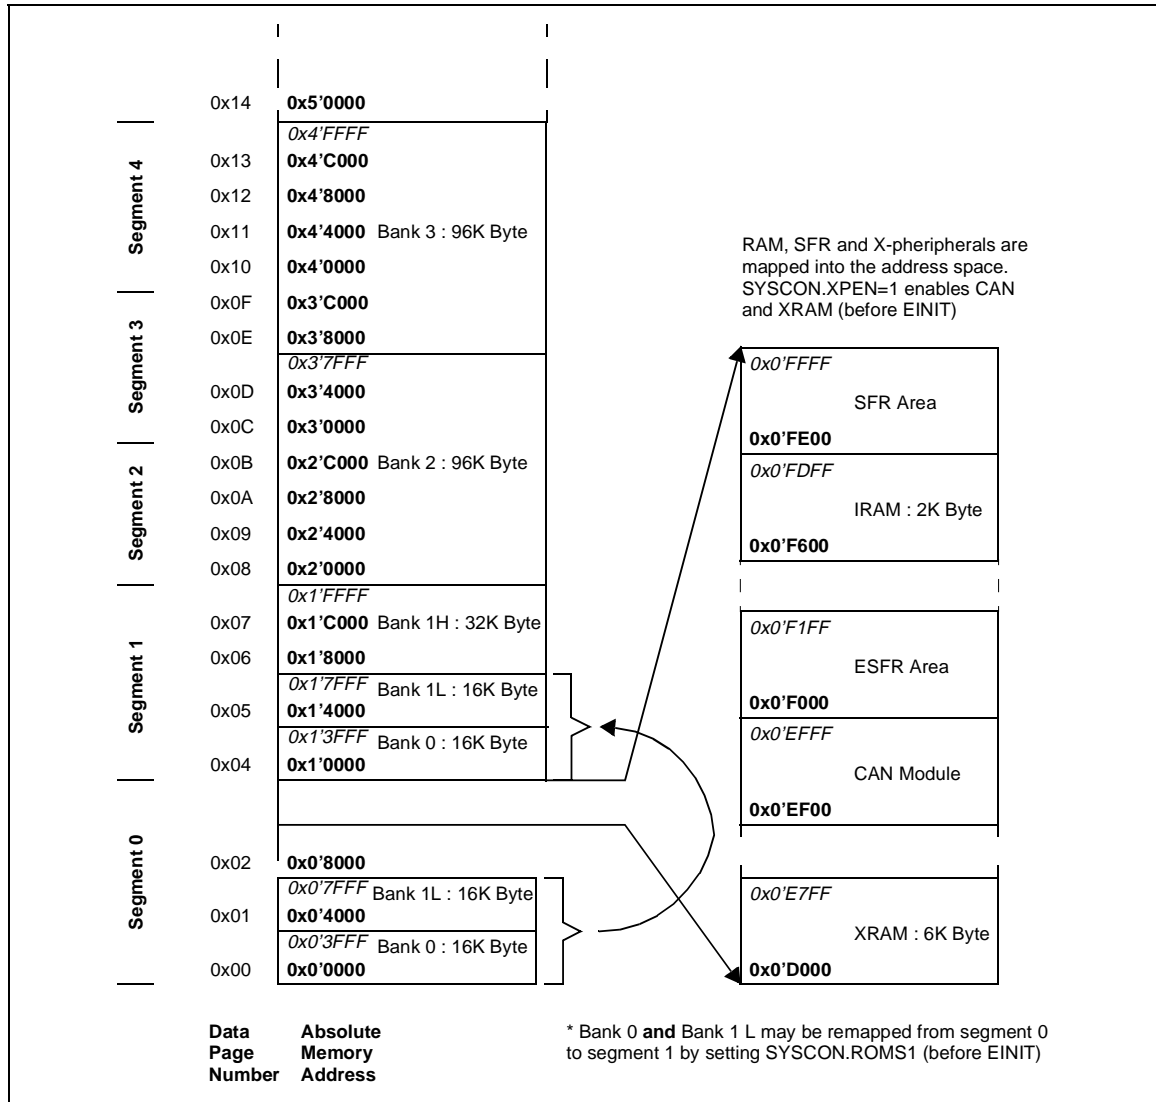 0x14 0x5'0000
0x4'FFFF
0x13 0x4'C000
0x12 0x4'8000
0x11 0x4'4000 Bank 3 : 96K Byte
0x10 0x4'0000
Segment 4
0x0F 0x3'C000
0x0E 0x3'8000
0x3'7FFF
0x0D 0x3'4000
0x0C 0x3'0000
Segment 3
0x0B 0x2'C000 Bank 2 : 96K Byte
0x0A 0x2'8000
0x09 0x2'4000
0x08 0x2'0000
Segment 2
0x1'FFFF
0x07 0x1'C000 Bank 1H : 32K Byte
0x06 0x1'8000
0x1'7FFF Bank 1L : 16K Byte
0x05 0x1'4000
0x1'3FFF Bank 0 : 16K Byte
0x04 0x1'0000
Segment 1
0x02 0x0'8000
0x0'7FFF Bank 1L : 16K Byte
0x01 0x0'4000
0x0'3FFF Bank 0 : 16K Byte
0x00 0x0'0000
Segment 0
Data Absolute
Page Memory
Number Address
RAM, SFR and X-pheripherals are
mapped into the address space.
SYSCON.XPEN=1 enables CAN
and XRAM (before EINIT)
0x0'FFFF
SFR Area
0x0'FE00
0x0'FDFF
IRAM : 2K Byte
0x0'F600
0x0'F1FF
ESFR Area
0x0'F000
0x0'EFFF
CAN Module
0x0'EF00
0x0'E7FF
XRAM : 6K Byte
0x0'D000
* Bank 0 and Bank 1 L may be remapped from segment 0
to segment 1 by setting SYSCON.ROMS1 (before EINIT)